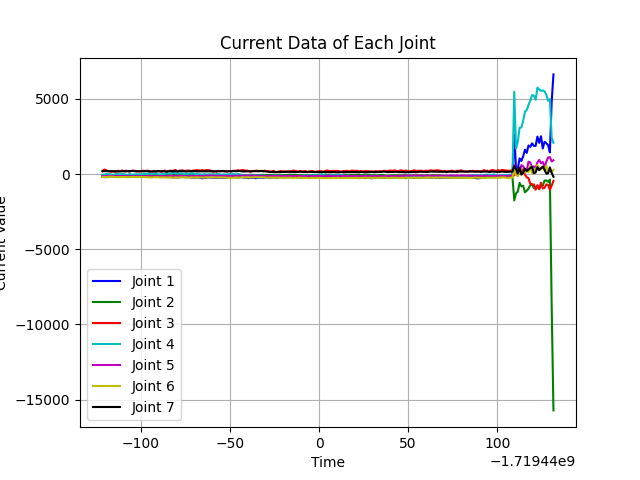 Current Data of Each Joint
5000
0
−5000
−10000
−15000
Current Value
Joint 1
Joint 2
Joint 3
Joint 4
Joint 5
Joint 6
Joint 7
−100
−50
0
50
100
Time
−1.71944e9